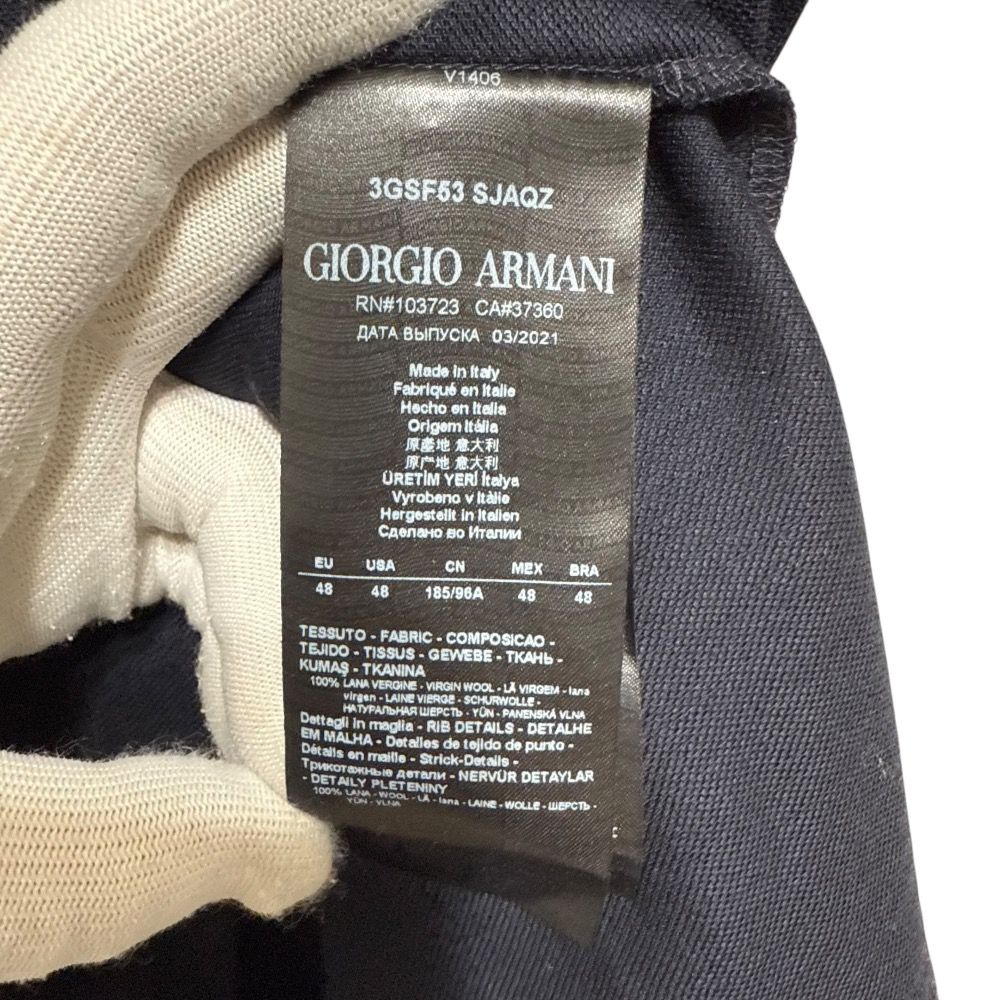 V1406
3GSF53 SJAQZ
GIORGIO ARMANI
RN#103723 CA#37360
ДАТА ВЫПУСКА 03/2021
Made in Italy
Fabriqué en Italie
Hecho en Italia
Origem Itália
原產地 意大利
原产地 意大利
ÜRETİM YERİ İtalya
Vyrobeno v Itálie
Hergestellt in Italien
Сделано во Италии
EU USA CN MEX BRA
48 48 185/96A 48 48
TESSUTO - FABRIC - COMPOSICAO -
TEJIDO - TISSUS - GEWEBE - ТКАНЬ -
KUMAŞ - TKANINA
100% LANA VERGINE - VIRGIN WOOL - LÃ VIRGEM - lana
virgen - LAINE VIERGE - SCHURWOLLE -
НАТУРАЛЬНАЯ ШЕРСТЬ - YÜN - PANENSKÁ VLNA
Dettagli in maglia - RIB DETAILS - DETALHE
EM MALHA - Detalles de tejido de punto -
Détails en maille - Strick-Details -
Трикотажные детали - NERVÜR DETAYLAR
- DETAILY PLETENINY
100% LANA - WOOL - LÃ - lana - LAINE - WOLLE - ШЕРСТЬ -
YÜN - VLNA